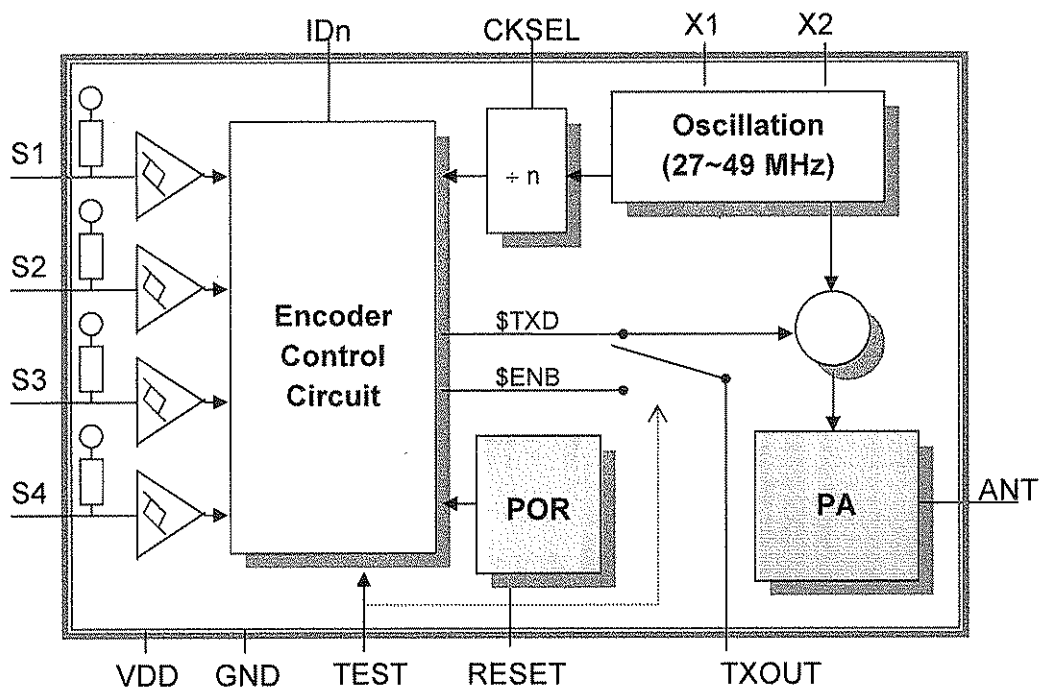 IDn
CKSEL
X1
X2
Oscillation
(27~49 MHz)
÷ n
S1
S2
S3
S4
Encoder
Control
Circuit
$TXD
$ENB
POR
PA
ANT
VDD
GND
TEST
RESET
TXOUT